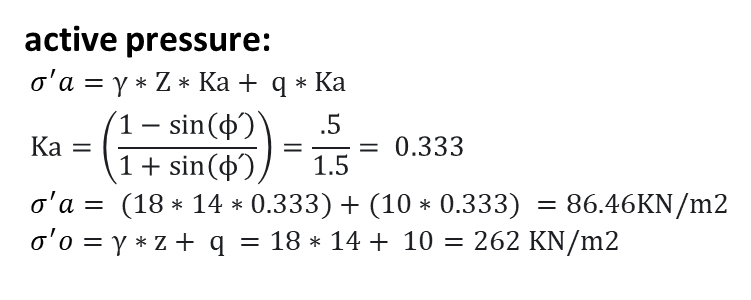 active pressure:
σ′a = γ ∗ Z ∗ Ka + q ∗ Ka
Ka = (1 − sin(ϕ´) / 1 + sin(ϕ´)) = .5 / 1.5 = 0.333
σ′a = (18 ∗ 14 ∗ 0.333) + (10 ∗ 0.333) = 86.46KN/m2
σ′o = γ ∗ z + q = 18 ∗ 14 + 10 = 262 KN/m2